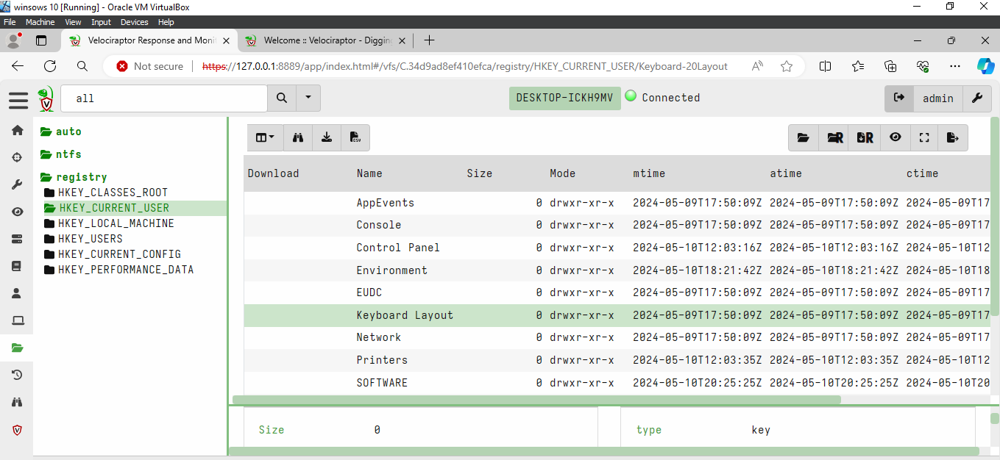 winsows 10 [Running] - Oracle VM VirtualBox
File Machine View Input Devices Help
Velociraptor Response and Monit
Welcome :: Velociraptor - Digging
Not secure https://127.0.0.1:8889/app/index.html#/vfs/C.34d9ad8ef410efca/registry/HKEY_CURRENT_USER/Keyboard-20Layout
all DESKTOP-ICKH9MV Connected admin
auto
ntfs
registry
HKEY_CLASSES_ROOT
HKEY_CURRENT_USER
HKEY_LOCAL_MACHINE
HKEY_USERS
HKEY_CURRENT_CONFIG
HKEY_PERFORMANCE_DATA
CSV R R
Download Name Size Mode mtime atime ctime
AppEvents 0 drwxr-xr-x 2024-05-09T17:50:09Z 2024-05-09T17:50:09Z 2024-05-09T17
Console 0 drwxr-xr-x 2024-05-09T17:50:09Z 2024-05-09T17:50:09Z 2024-05-09T17
Control Panel 0 drwxr-xr-x 2024-05-10T12:03:16Z 2024-05-10T12:03:16Z 2024-05-10T12
Environment 0 drwxr-xr-x 2024-05-10T18:21:42Z 2024-05-10T18:21:42Z 2024-05-10T18
EUDC 0 drwxr-xr-x 2024-05-09T17:50:09Z 2024-05-09T17:50:09Z 2024-05-09T17
Keyboard Layout 0 drwxr-xr-x 2024-05-09T17:50:09Z 2024-05-09T17:50:09Z 2024-05-09T17
Network 0 drwxr-xr-x 2024-05-09T17:50:09Z 2024-05-09T17:50:09Z 2024-05-09T17
Printers 0 drwxr-xr-x 2024-05-10T12:03:35Z 2024-05-10T12:03:35Z 2024-05-10T12
SOFTWARE 0 drwxr-xr-x 2024-05-10T20:25:25Z 2024-05-10T20:25:25Z 2024-05-10T20
Size 0 type key